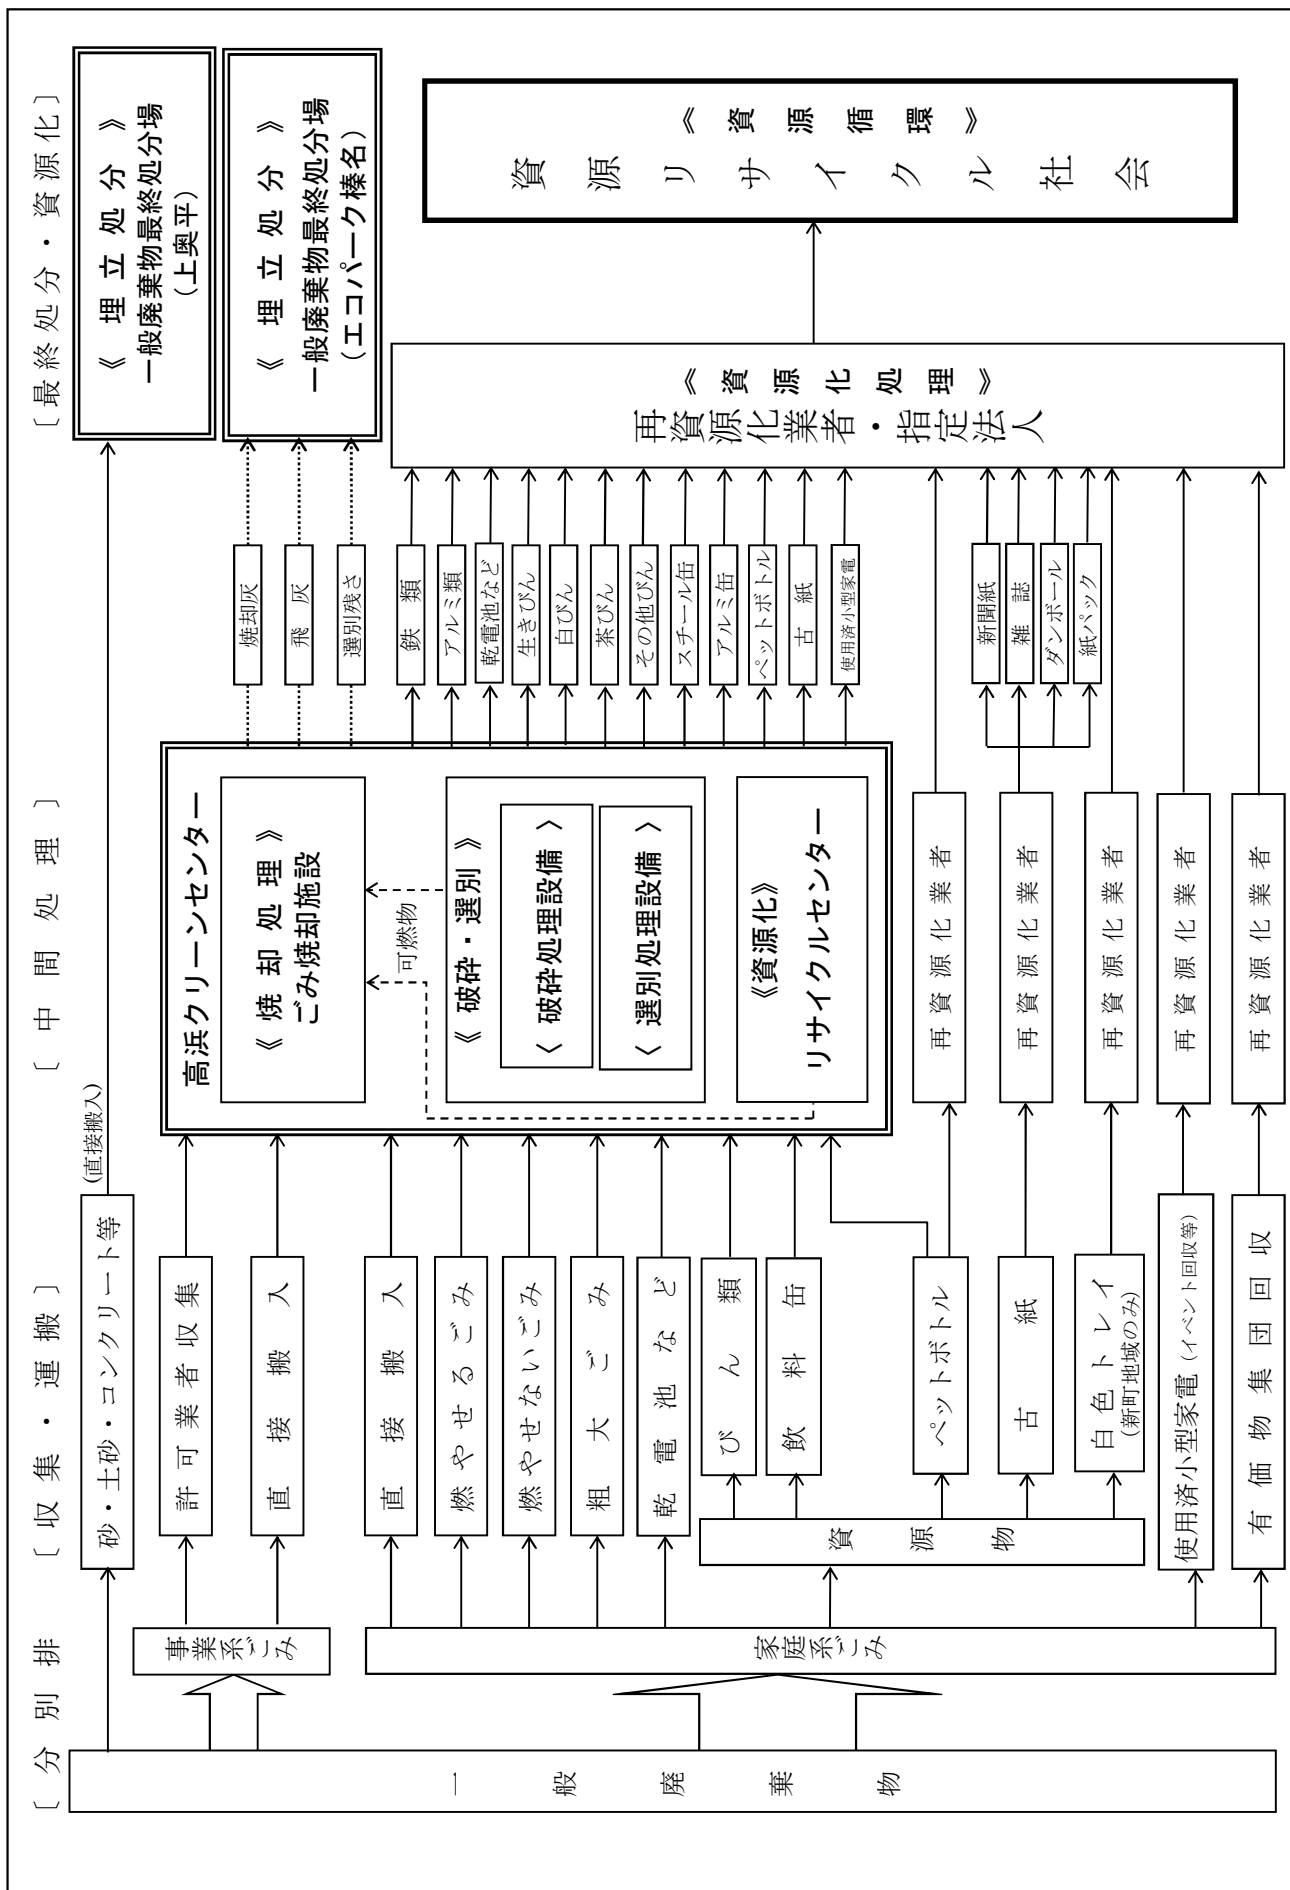 〔分別排
〔収集・運搬〕
〔中間処理〕
〔最終処分・資源化〕
一般廃棄物
事業系ごみ
家庭系ごみ
砂・土砂・コンクリート等
(直接搬入)
許可業者収集
直接搬入
直接搬入
燃やせるごみ
燃やせないごみ
粗大ごみ
乾電池など
資源物
びん類
飲料缶
ペットボトル
古紙
白色トレイ
(新町地域のみ)
使用済小型家電(イベント回収等)
有価物集団回収
高浜クリーンセンター
《焼却処理》
ごみ焼却施設
可燃物
《破砕・選別》
〈破砕処理設備〉
〈選別処理設備〉
《資源化》
リサイクルセンター
再資源化業者
再資源化業者
再資源化業者
再資源化業者
再資源化業者
焼却灰
飛灰
選別残さ
鉄類
アルミ類
乾電池など
生きびん
白びん
茶びん
その他びん
スチール缶
アルミ缶
ペットボトル
古紙
使用済小型家電
新聞紙
雑誌
ダンボール
紙パック
《埋立処分》
一般廃棄物最終処分場
(上奥平)
《埋立処分》
一般廃棄物最終処分場
(エコパーク榛名)
《資源化処理》
再資源化業者・指定法人
《資源循環》
資源リサイクル社会